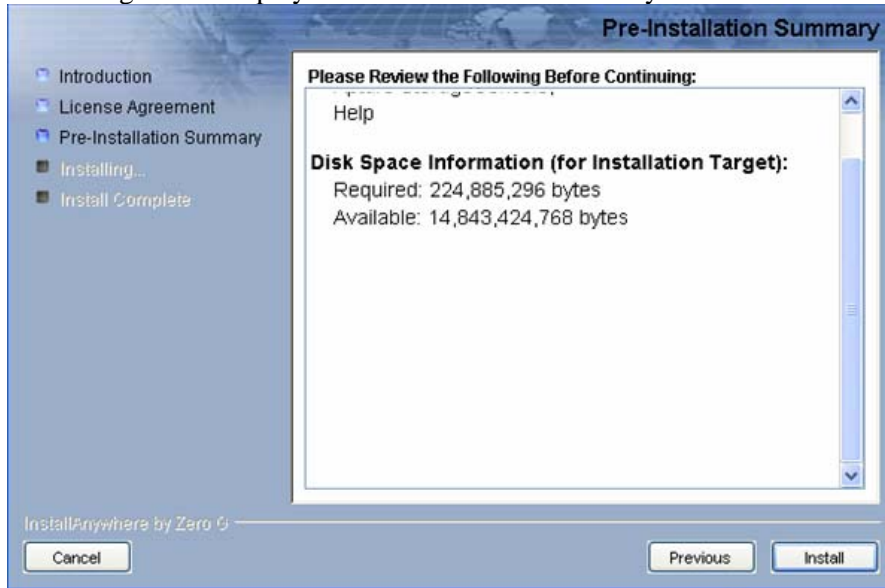 Pre-Installation Summary
Introduction
License Agreement
Pre-Installation Summary
Installing...
Install Complete
Please Review the Following Before Continuing:
Help
Disk Space Information (for Installation Target):
Required: 224,885,296 bytes
Available: 14,843,424,768 bytes
InstallAnywhere by Zero G
Cancel
Previous
Install